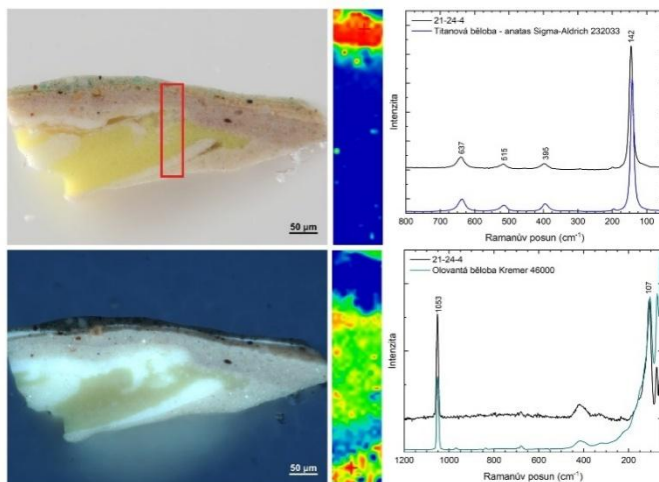 50 µm
21-24-4
Titanová běloba - anatas Sigma-Aldrich 232033
142
637
515
395
Intenzita
800 700 600 500 400 300 200 100
Ramanův posun (cm-1)
50 µm
21-24-4
Olovantá běloba Kremer 46000
1053
107
Intenzita
1200 1000 800 600 400 200 0
Ramanův posun (cm-1)